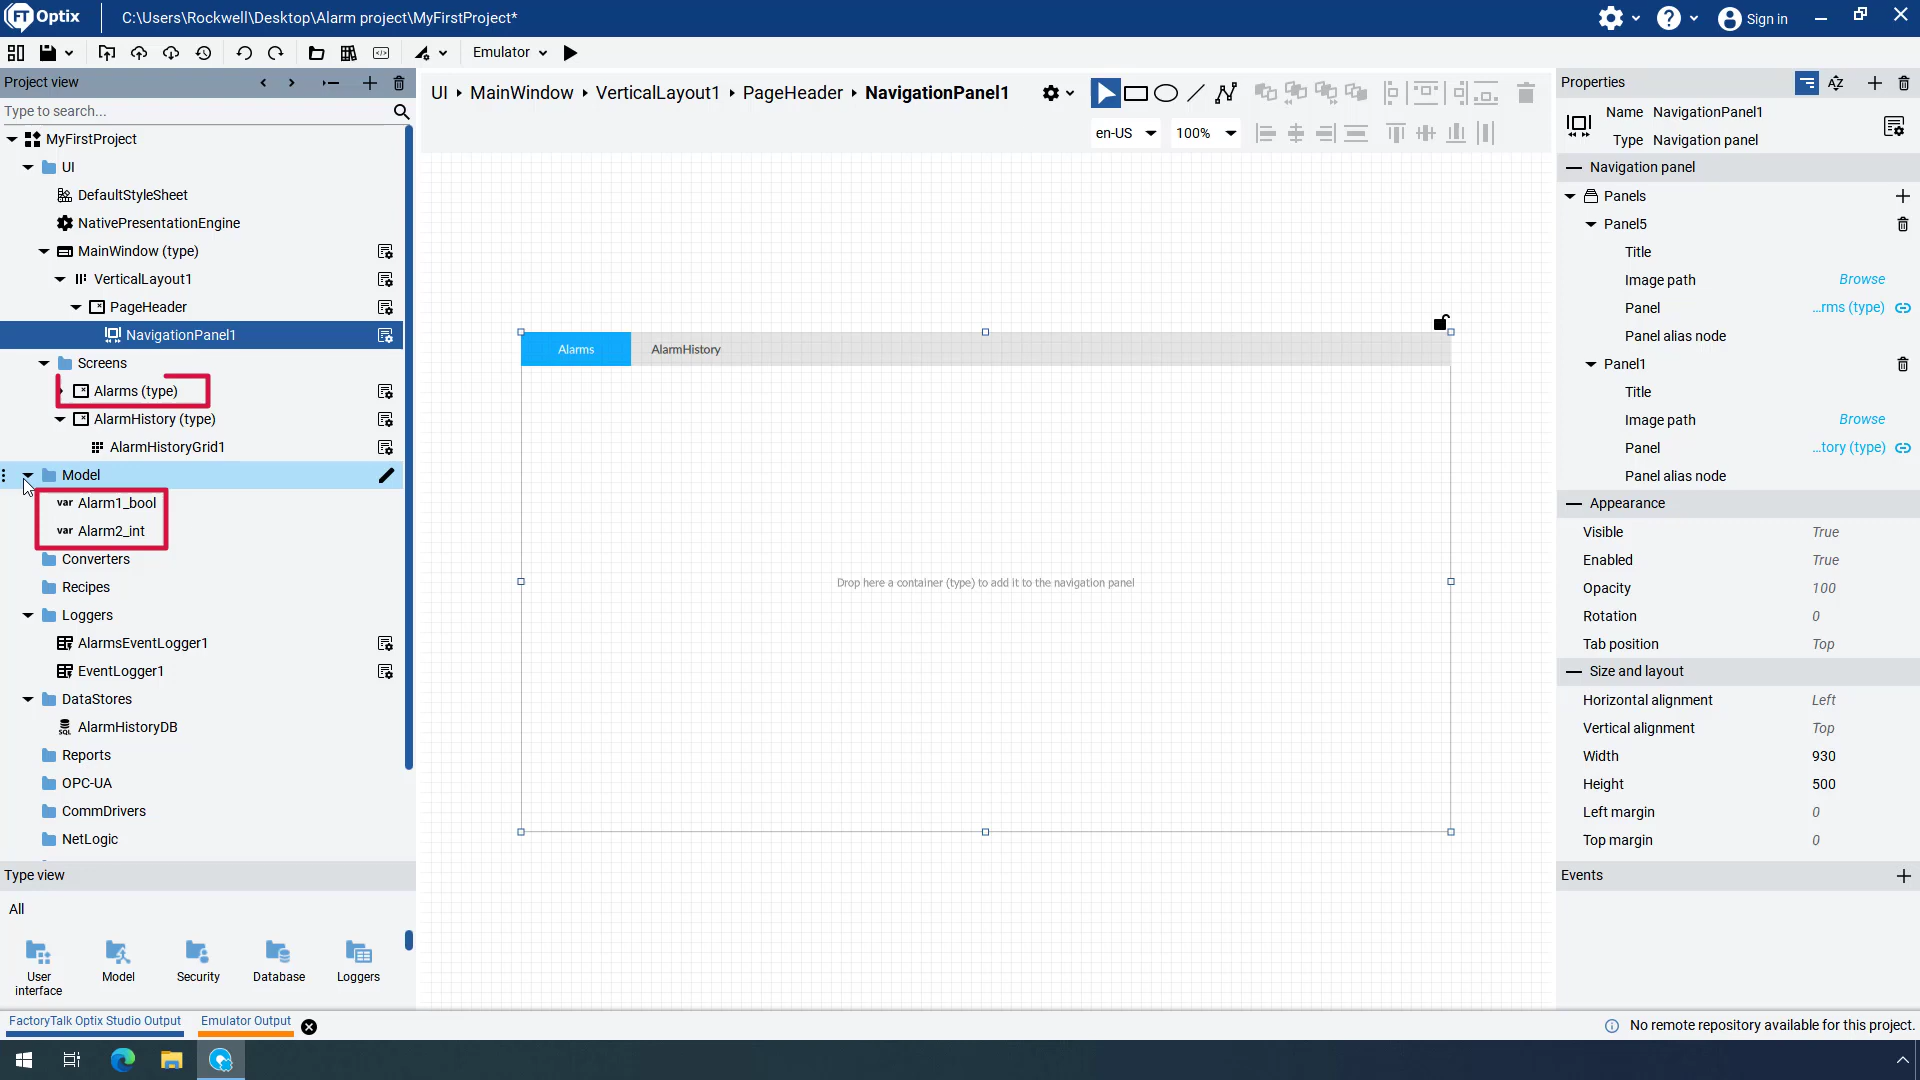 FT Optix
C:\Users\Rockwell\Desktop\Alarm project\MyFirstProject*
Sign in
Emulator
Project view
Type to search...
MyFirstProject
UI
DefaultStyleSheet
NativePresentationEngine
MainWindow (type)
VerticalLayout1
PageHeader
NavigationPanel1
Screens
Alarms (type)
AlarmHistory (type)
AlarmHistoryGrid1
Model
var Alarm1_bool
var Alarm2_int
Converters
Recipes
Loggers
AlarmsEventLogger1
EventLogger1
DataStores
SQL AlarmHistoryDB
Reports
OPC-UA
CommDrivers
NetLogic
Type view
All
User interface
Model
Security
Database
Loggers
UI MainWindow VerticalLayout1 PageHeader NavigationPanel1
en-US
100%
Alarms
AlarmHistory
Drop here a container (type) to add it to the navigation panel
Properties
Name NavigationPanel1
Type Navigation panel
Navigation panel
Panels
Panel5
Title
Image path Browse
Panel ...rms (type)
Panel alias node
Panel1
Title
Image path Browse
Panel ...tory (type)
Panel alias node
Appearance
Visible True
Enabled True
Opacity 100
Rotation 0
Tab position Top
Size and layout
Horizontal alignment Left
Vertical alignment Top
Width 930
Height 500
Left margin 0
Top margin 0
Events
FactoryTalk Optix Studio Output
Emulator Output
No remote repository available for this project.